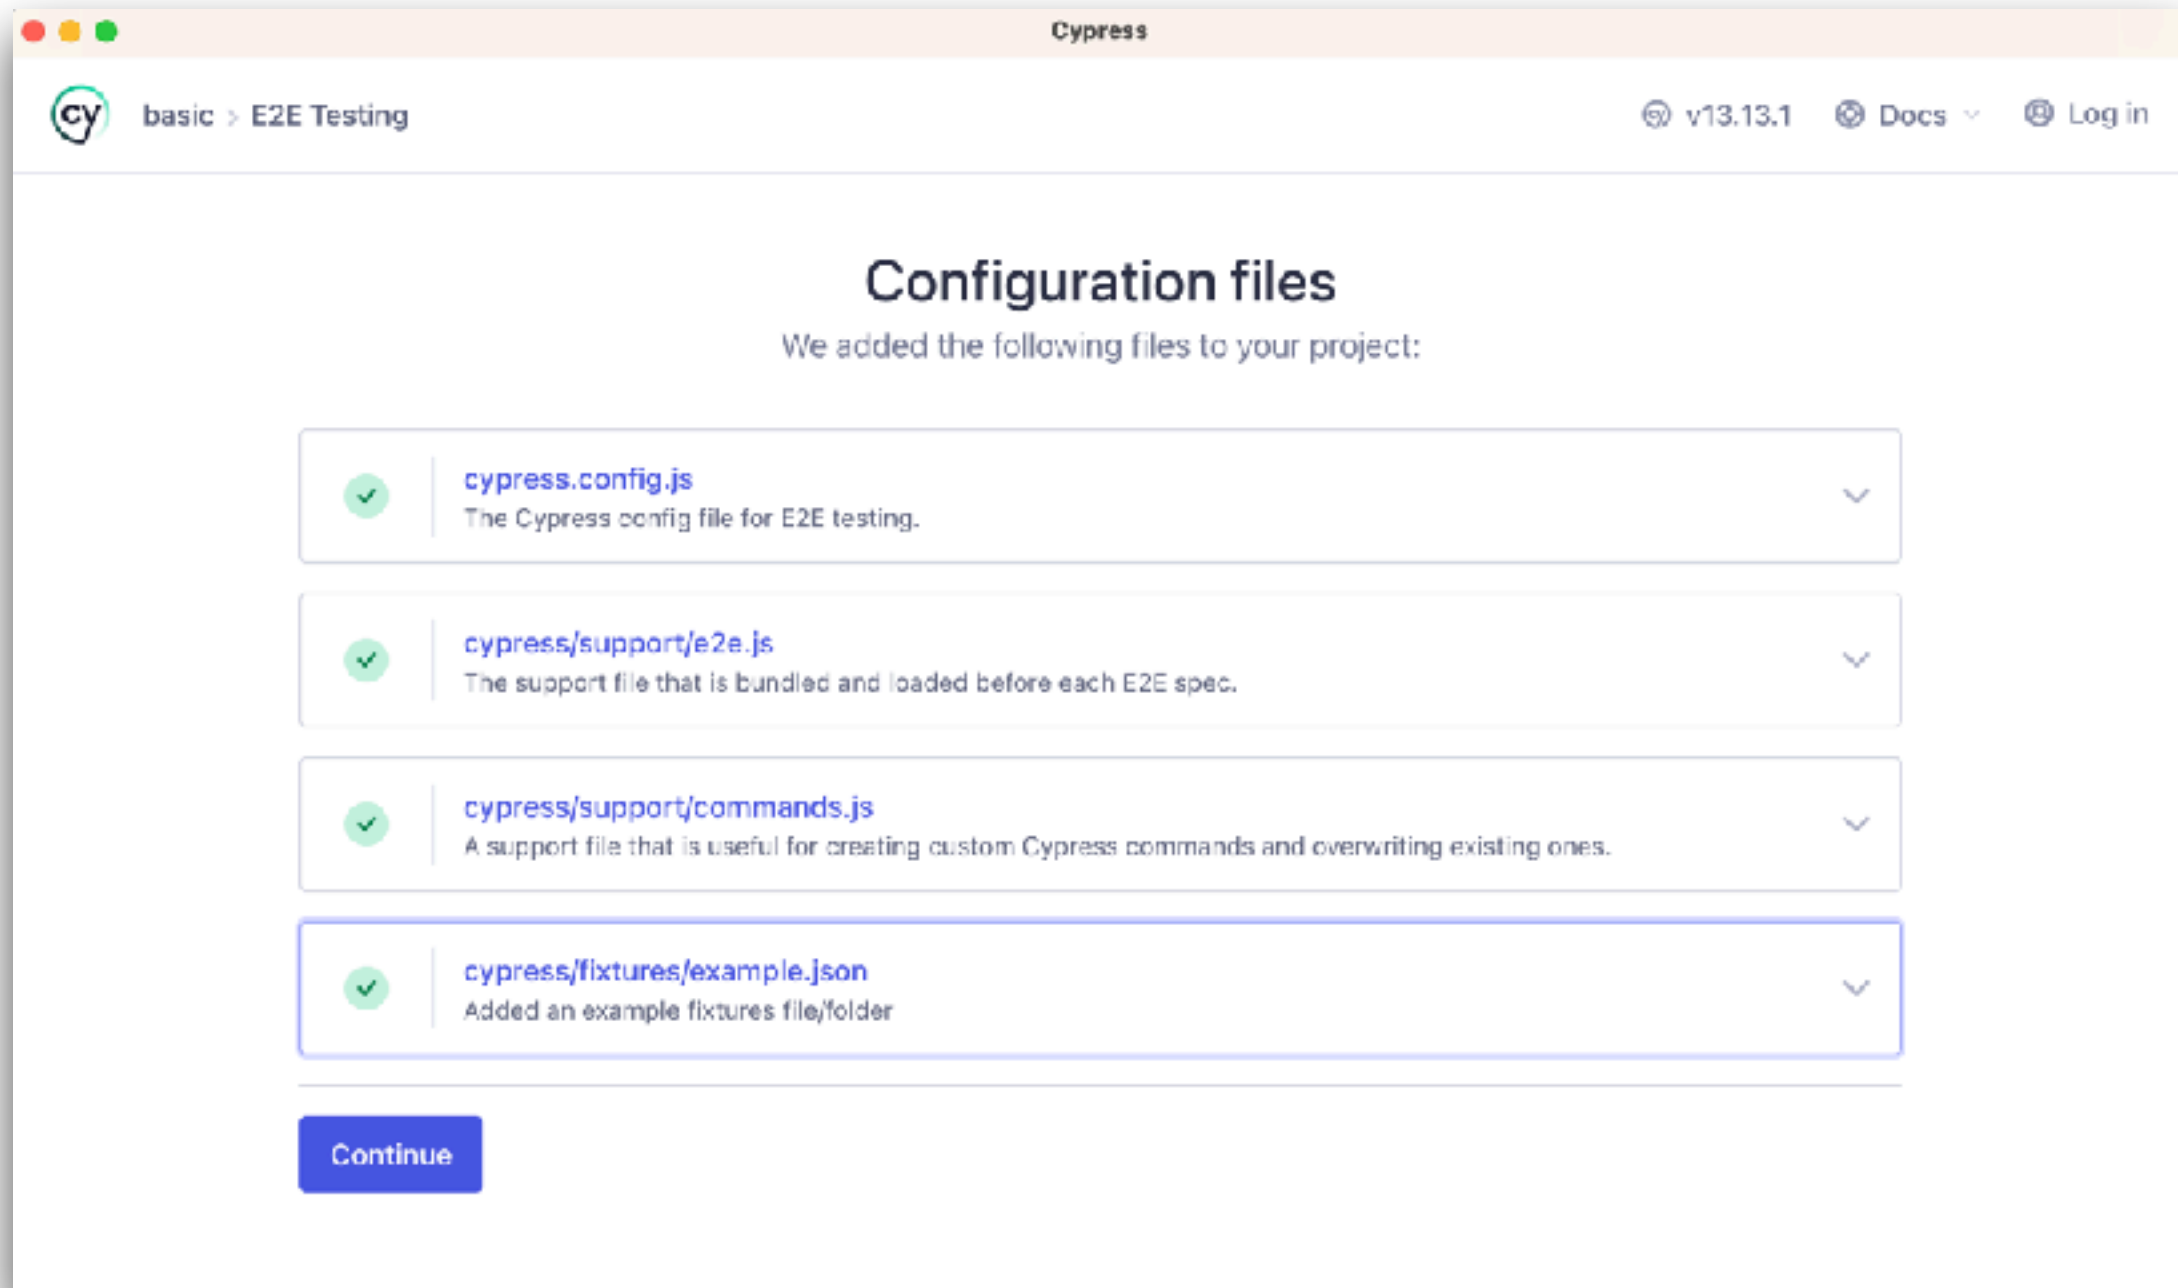 Cypress
cy
basic > E2E Testing
v13.13.1
Docs
Log in
Configuration files
We added the following files to your project:
cypress.config.js
The Cypress config file for E2E testing.
cypress/support/e2e.js
The support file that is bundled and loaded before each E2E spec.
cypress/support/commands.js
A support file that is useful for creating custom Cypress commands and overwriting existing ones.
cypress/fixtures/example.json
Added an example fixtures file/folder
Continue